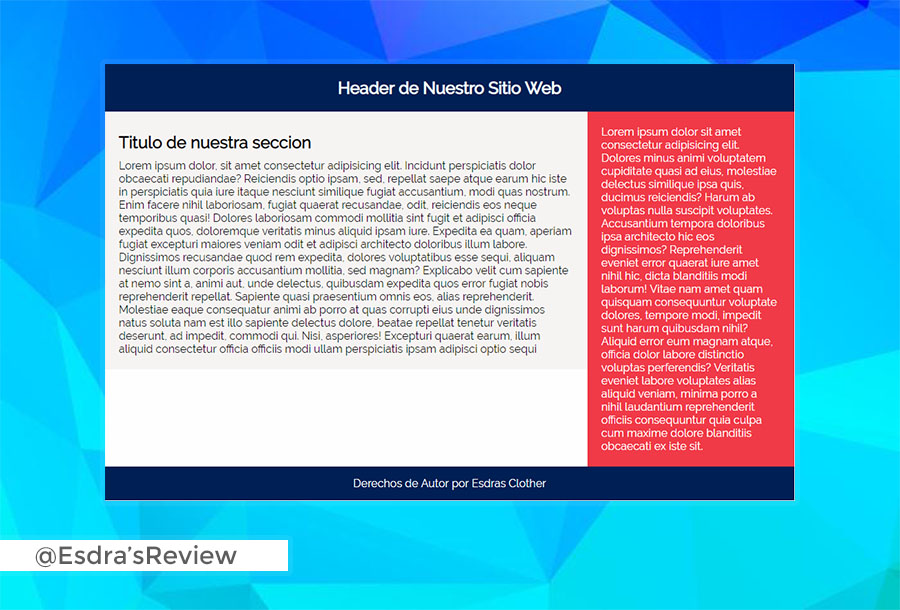 Header de Nuestro Sitio Web
Titulo de nuestra seccion
Lorem ipsum dolor, sit amet consectetur adipisicing elit. Incidunt perspiciatis dolor
obcaecati repudiandae? Reiciendis optio ipsam, sed, repellat saepe atque earum hic iste
in perspiciatis quia iure itaque nesciunt similique fugiat accusantium, modi quas nostrum.
Enim facere nihil laboriosam, fugiat quaerat recusandae, odit, reiciendis eos neque
temporibus quasi! Dolores laboriosam commodi mollitia sint fugit et adipisci officia
expedita quos, doloremque veritatis minus aliquid ipsam iure. Expedita ea quam, aperiam
fugiat excepturi maiores veniam odit et adipisci architecto doloribus illum labore.
Dignissimos recusandae quod rem expedita, dolores voluptatibus esse sequi, aliquam
nesciunt illum corporis accusantium mollitia, sed magnam? Explicabo velit cum sapiente
at nemo sint a, animi aut, unde delectus, quibusdam expedita quos error fugiat nobis
reprehenderit repellat. Sapiente quasi praesentium omnis eos, alias reprehenderit.
Molestiae eaque consequatur animi ab porro at quas corrupti eius unde dignissimos
natus soluta nam est illo sapiente delectus dolore, beatae repellat tenetur veritatis
deserunt, ad impedit, commodi qui. Nisi, asperiores! Excepturi quaerat earum, illum
aliquid consectetur officia officiis modi ullam perspiciatis ipsam adipisci optio sequi
Lorem ipsum dolor sit amet
consectetur adipisicing elit.
Dolores minus animi voluptatem
cupiditate quasi ad eius, molestiae
delectus similique ipsa quis,
ducimus reiciendis? Harum ab
voluptas nulla suscipit voluptates.
Accusantium tempora doloribus
ipsa architecto hic eos
dignissimos? Reprehenderit
eveniet error quaerat iure amet
nihil hic, dicta blanditiis modi
laborum! Vitae nam amet quam
quisquam consequuntur voluptate
dolores, tempore modi, impedit
sunt harum quibusdam nihil?
Aliquid error eum magnam atque,
officia dolor labore distinctio
voluptas perferendis? Veritatis
eveniet labore voluptates alias
aliquid veniam, minima porro a
nihil laudantium reprehenderit
officiis consequuntur quia culpa
cum maxime dolore blanditiis
obcaecati ex iste sit.
Derechos de Autor por Esdras Clother
@Esdra'sReview